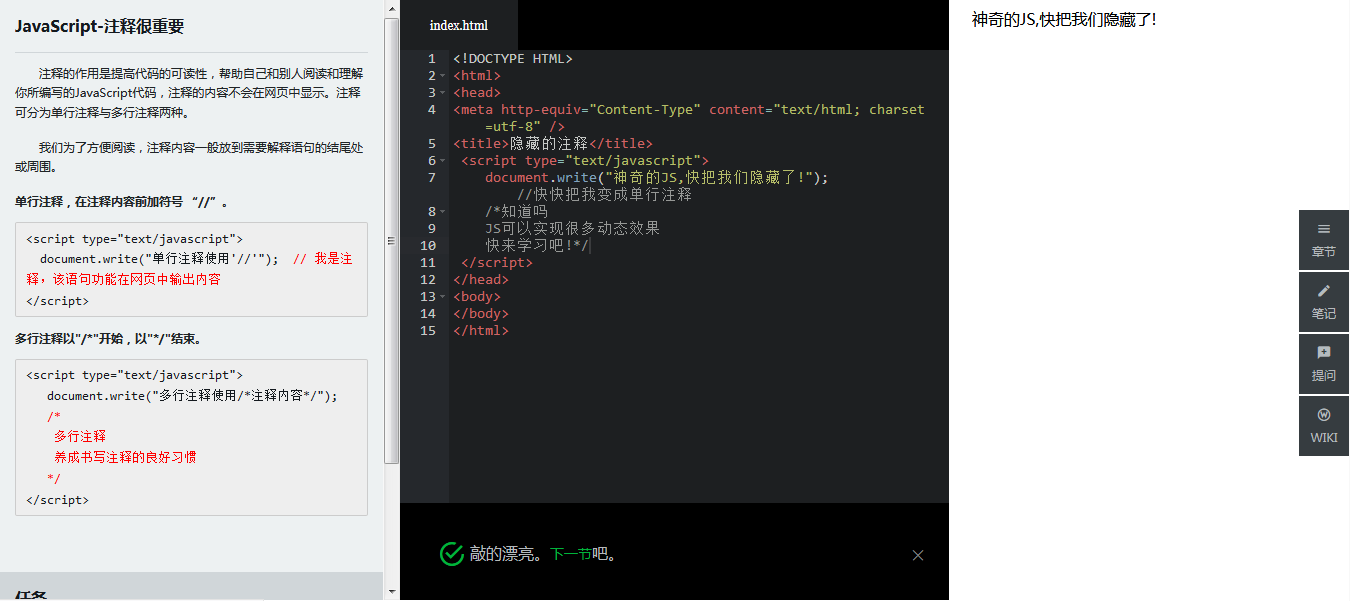 JavaScript-注释很重要
注释的作用是提高代码的可读性，帮助自己和别人阅读和理解
你所编写的JavaScript代码，注释的内容不会在网页中显示。注释
可分为单行注释与多行注释两种。
我们为了方便阅读，注释内容一般放到需要解释语句的结尾处
或周围。
单行注释，在注释内容前加符号 “//”。
<script type="text/javascript">
document.write("单行注释使用'//'"); // 我是注
释，该语句功能在网页中输出内容
</script>
多行注释以"/*"开始，以"*/"结束。
<script type="text/javascript">
document.write("多行注释使用/*注释内容*/");
/*
多行注释
养成书写注释的良好习惯
*/
</script>
任务
index.html
1 <!DOCTYPE HTML>
2 <html>
3 <head>
4 <meta http-equiv="Content-Type" content="text/html; charset
=utf-8" />
5 <title>隐藏的注释</title>
6 <script type="text/javascript">
7 document.write("神奇的JS,快把我们隐藏了!");
//快快把我变成单行注释
8 /*知道吗
9 JS可以实现很多动态效果
10 快来学习吧!*/
11 </script>
12 </head>
13 <body>
14 </body>
15 </html>
敲的漂亮。下一节吧。
神奇的JS,快把我们隐藏了!
章节
笔记
提问
W
WIKI